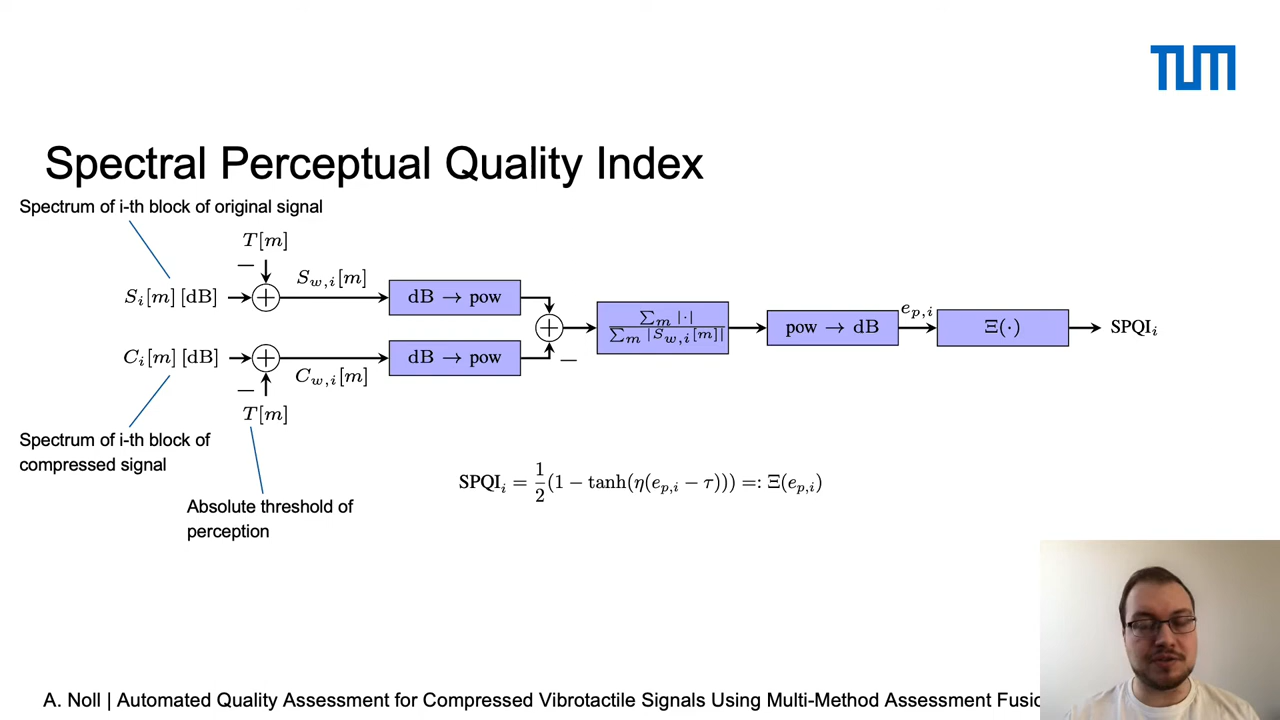 TUM
Spectral Perceptual Quality Index
Spectrum of i-th block of original signal
T[m]
−
S_{w,i}[m]
S_i[m] [dB]
+
dB → pow
−
∑_m |·| / ∑_m |S_{w,i}[m]|
pow → dB
e_{p,i}
Ξ(·)
SPQI_i
+
C_i[m] [dB]
+
dB → pow
C_{w,i}[m]
−
T[m]
Spectrum of i-th block of
compressed signal
Absolute threshold of
perception
SPQI_i = 1/2 (1 − tanh(η(e_{p,i} − τ))) =: Ξ(e_{p,i})
A. Noll | Automated Quality Assessment for Compressed Vibrotactile Signals Using Multi-Method Assessment Fusio